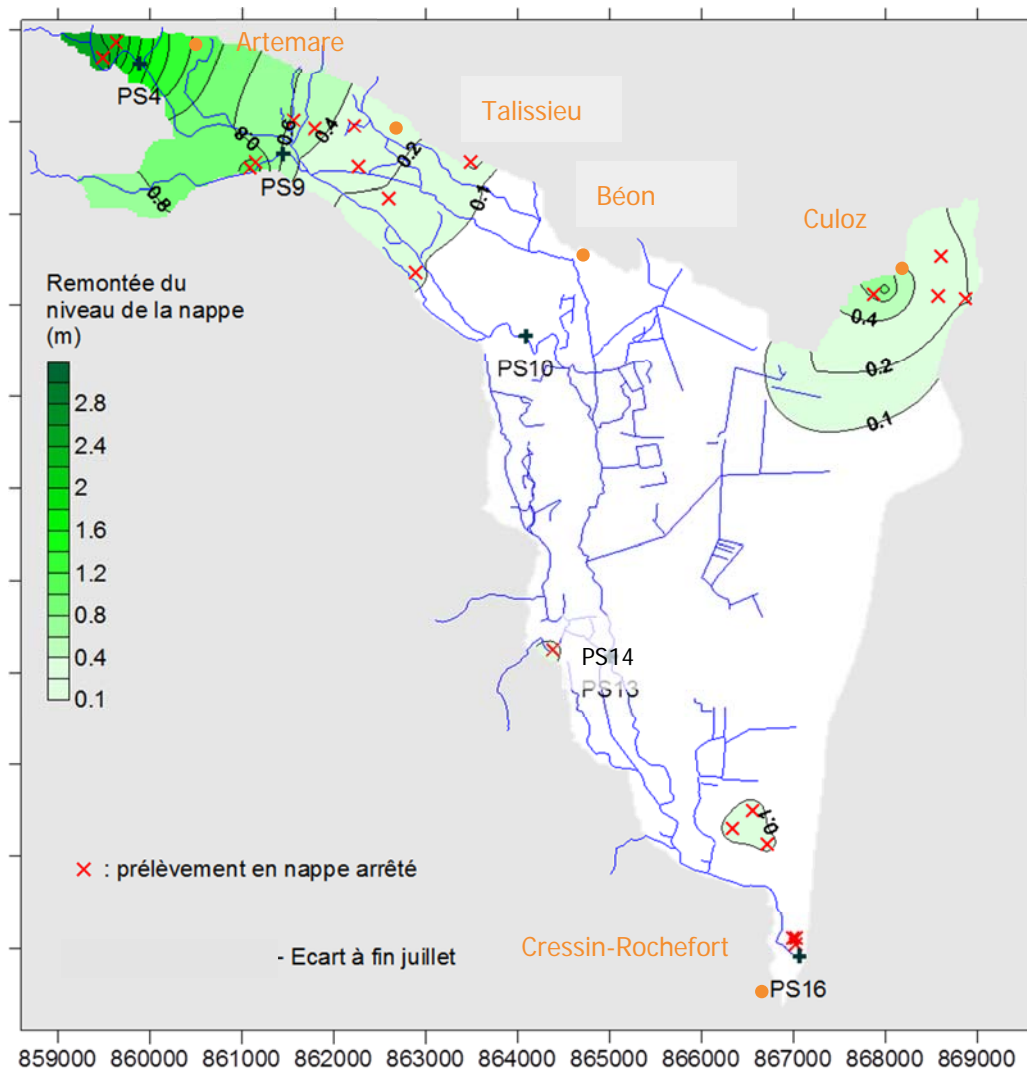 Artemare
PS4
Talissieu
0.8
0.6
0.4
0.2
PS9
0.8
0.1
Béon
Culoz
Remontée du
niveau de la nappe
(m)
0.4
PS10
0.2
0.1
2.8
2.4
2
1.6
1.2
0.8
0.4
0.1
PS14
PS13
0.1
× : prélèvement en nappe arrêté
Cressin-Rochefort
- Ecart à fin juillet
PS16
859000 860000 861000 862000 863000 864000 865000 866000 867000 868000 869000